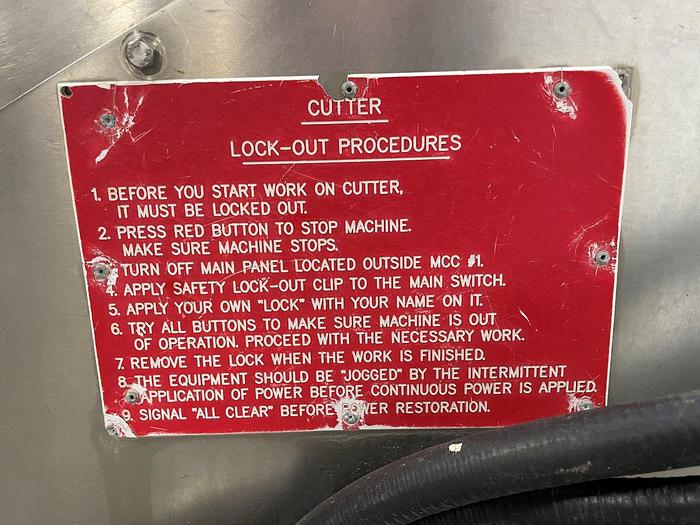 CUTTER
LOCK-OUT PROCEDURES
1. BEFORE YOU START WORK ON CUTTER,
IT MUST BE LOCKED OUT.
2. PRESS RED BUTTON TO STOP MACHINE.
MAKE SURE MACHINE STOPS.
TURN OFF MAIN PANEL LOCATED OUTSIDE MCC #1.
4. APPLY SAFETY LOCK-OUT CLIP TO THE MAIN SWITCH.
5. APPLY YOUR OWN "LOCK" WITH YOUR NAME ON IT.
6. TRY ALL BUTTONS TO MAKE SURE MACHINE IS OUT
OF OPERATION. PROCEED WITH THE NECESSARY WORK.
7. REMOVE THE LOCK WHEN THE WORK IS FINISHED.
8. THE EQUIPMENT SHOULD BE "JOGGED" BY THE INTERMITTENT
APPLICATION OF POWER BEFORE CONTINUOUS POWER IS APPLIED.
9. SIGNAL "ALL CLEAR" BEFORE POWER RESTORATION.